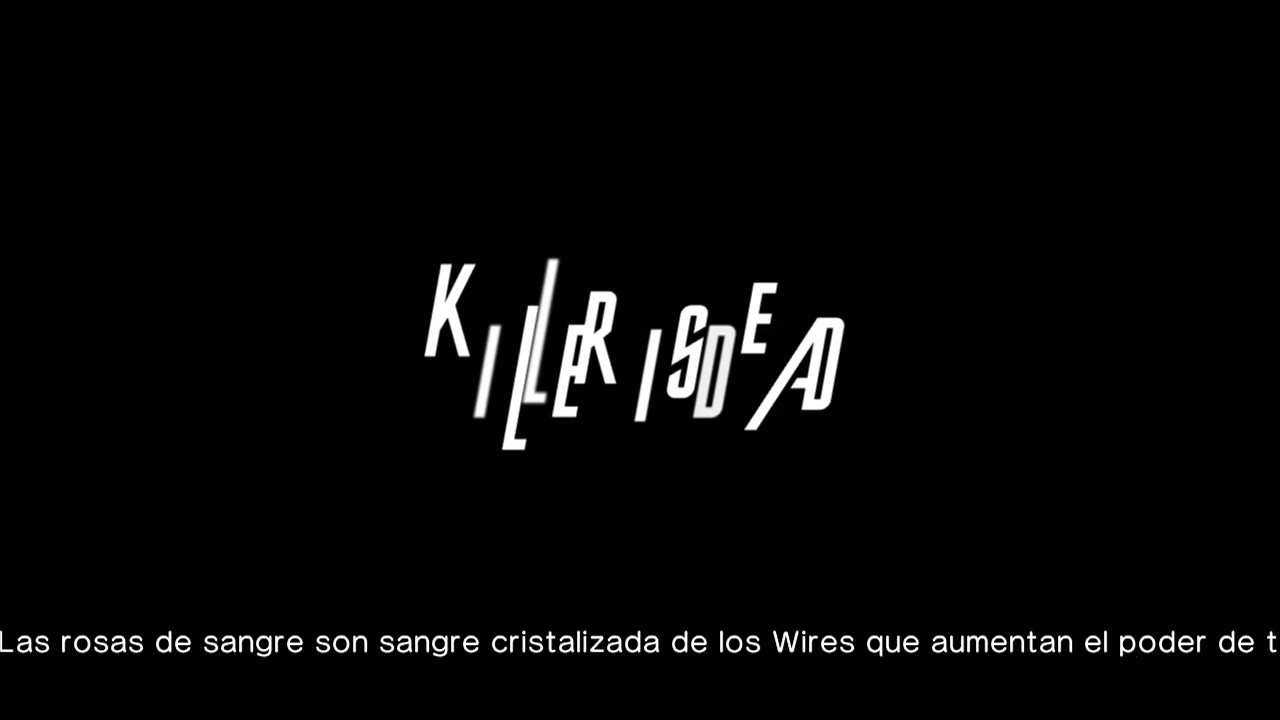 KILLER IS DEAD
Las rosas de sangre son sangre cristalizada de los Wires que aumentan el poder de t